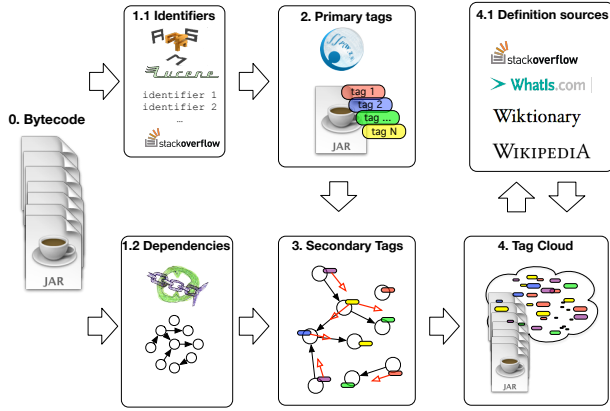 1.1 Identifiers
Lucene
identifier 1
identifier 2
...
stackoverflow
2. Primary tags
tag 1
tag 2
tag ...
tag N
JAR
4.1 Definition sources
stackoverflow
WhatIs.com
Wiktionary
WIKIPEDIA
0. Bytecode
JAR
1.2 Dependencies
3. Secondary Tags
4. Tag Cloud
JAR